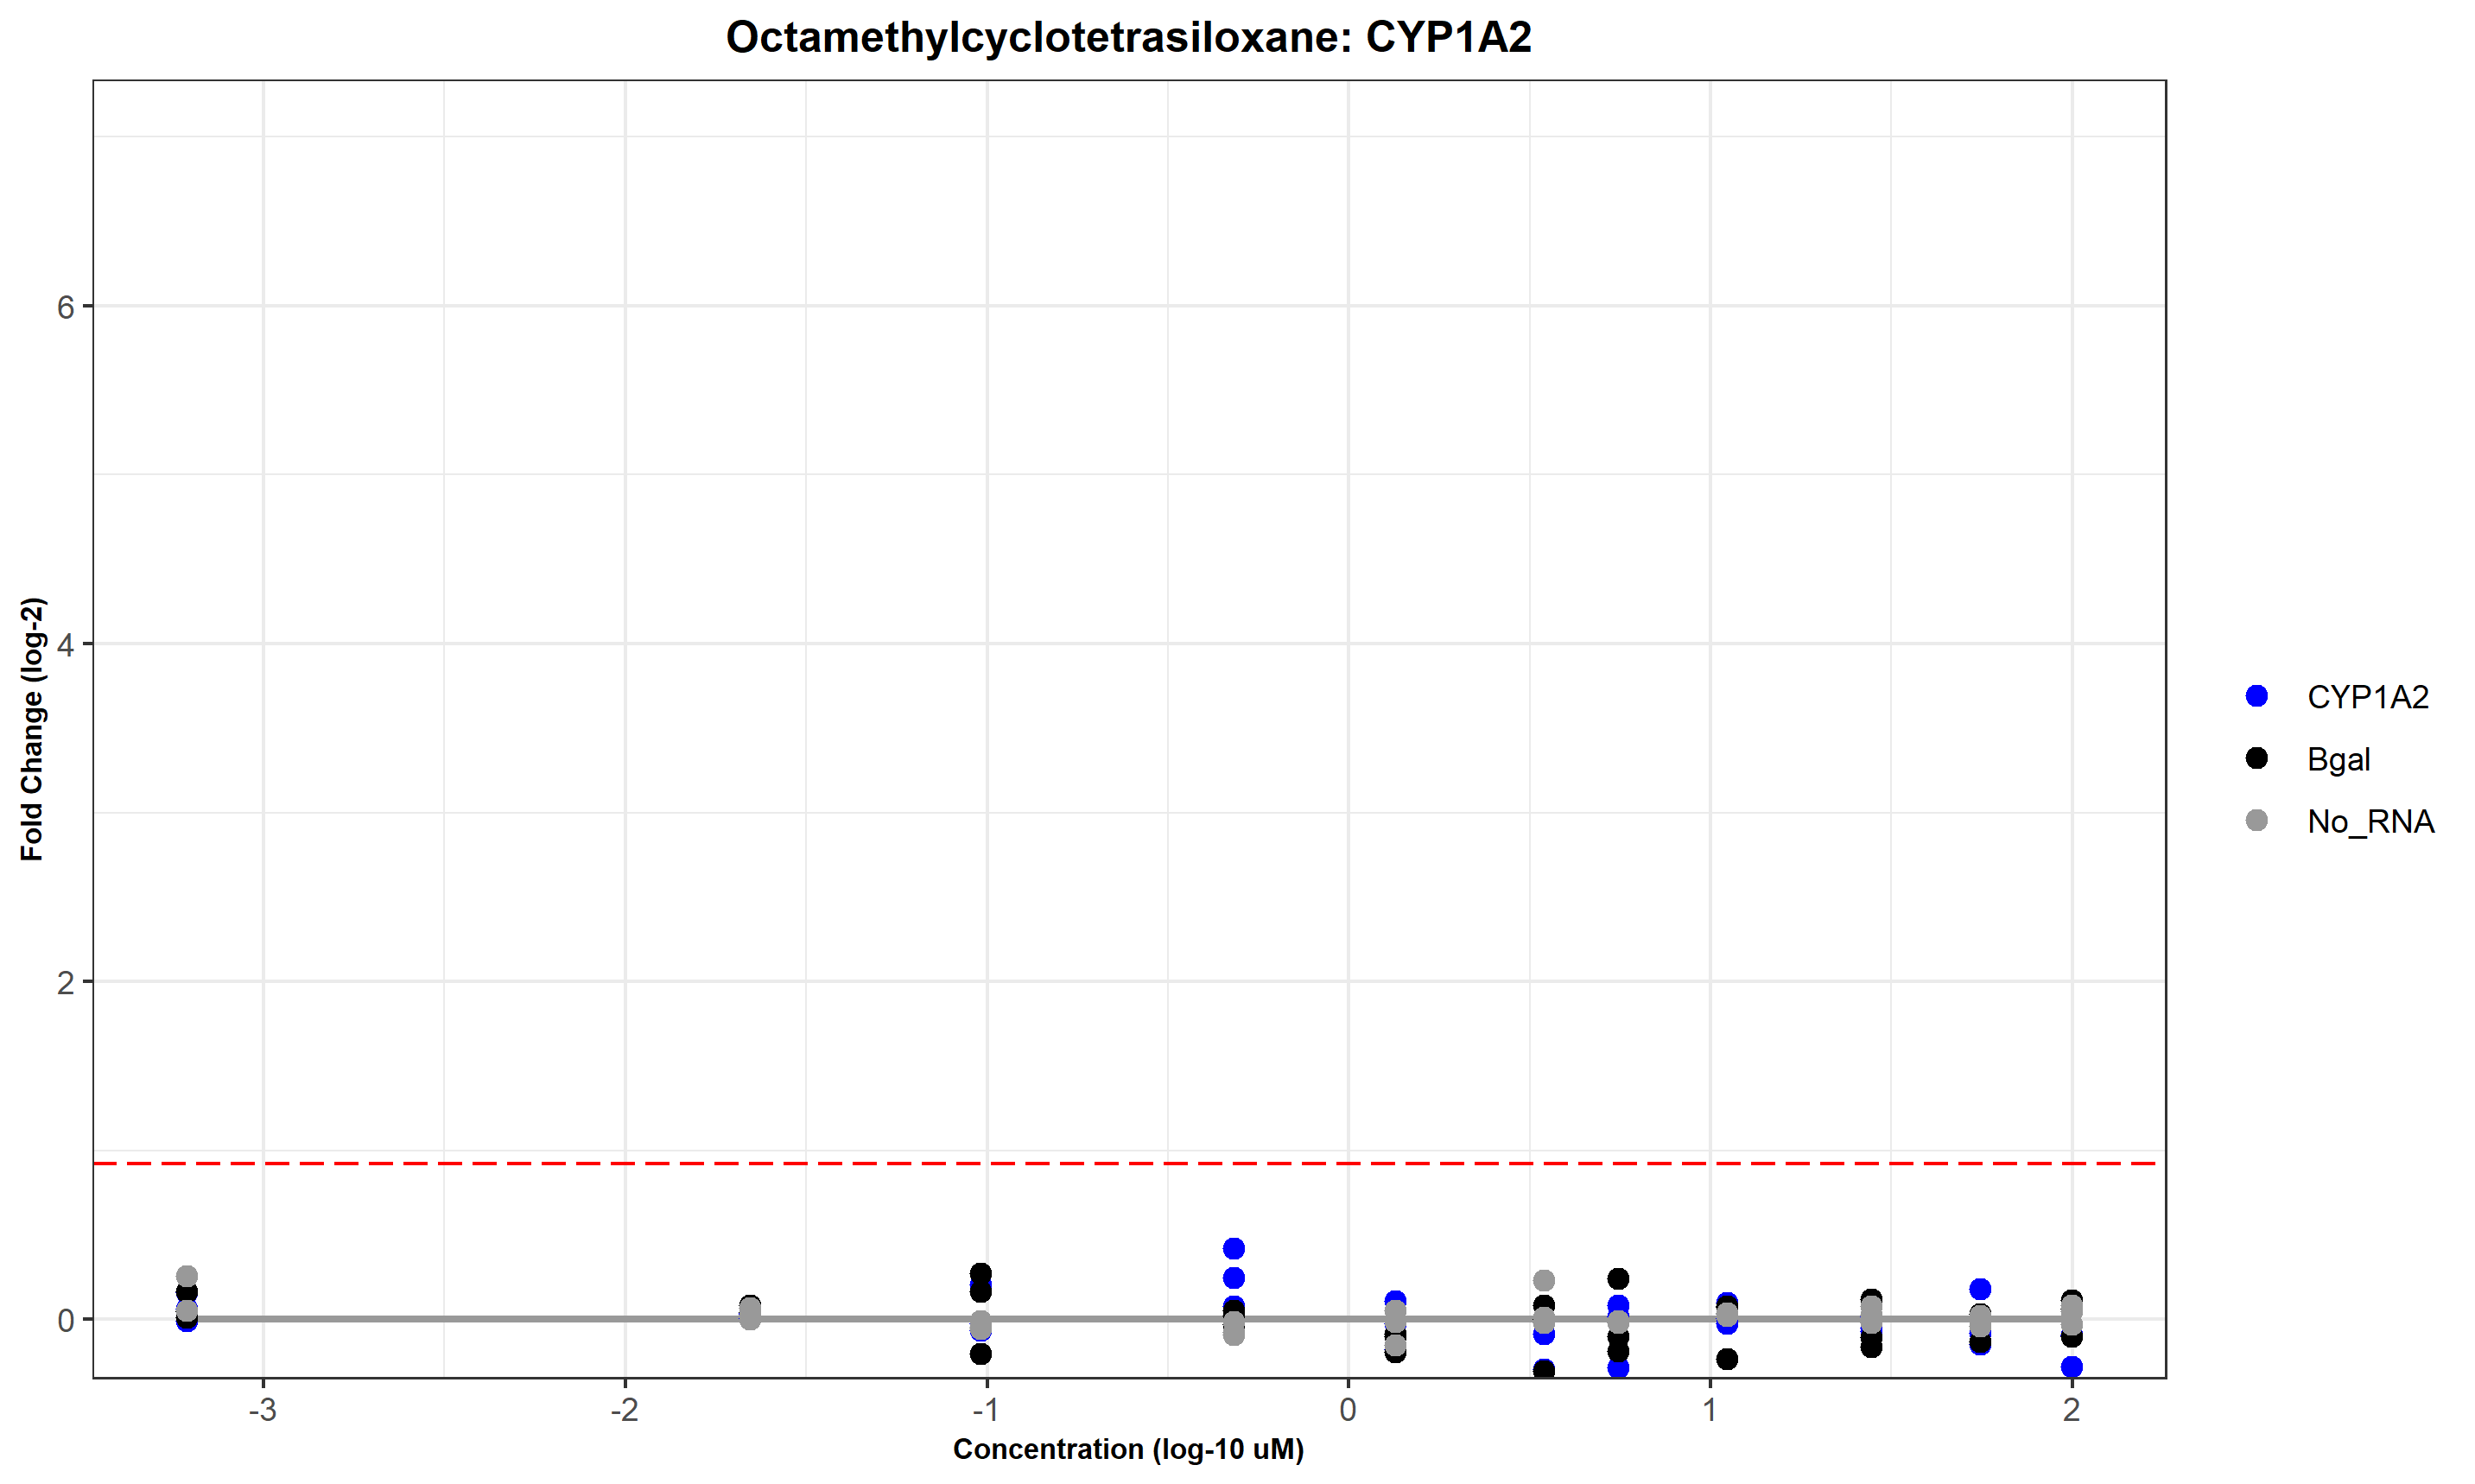 Octamethylcyclotetrasiloxane: CYP1A2
Fold Change (log-2)
6
4
2
0
-3
-2
-1
0
1
2
Concentration (log-10 uM)
CYP1A2
Bgal
No_RNA